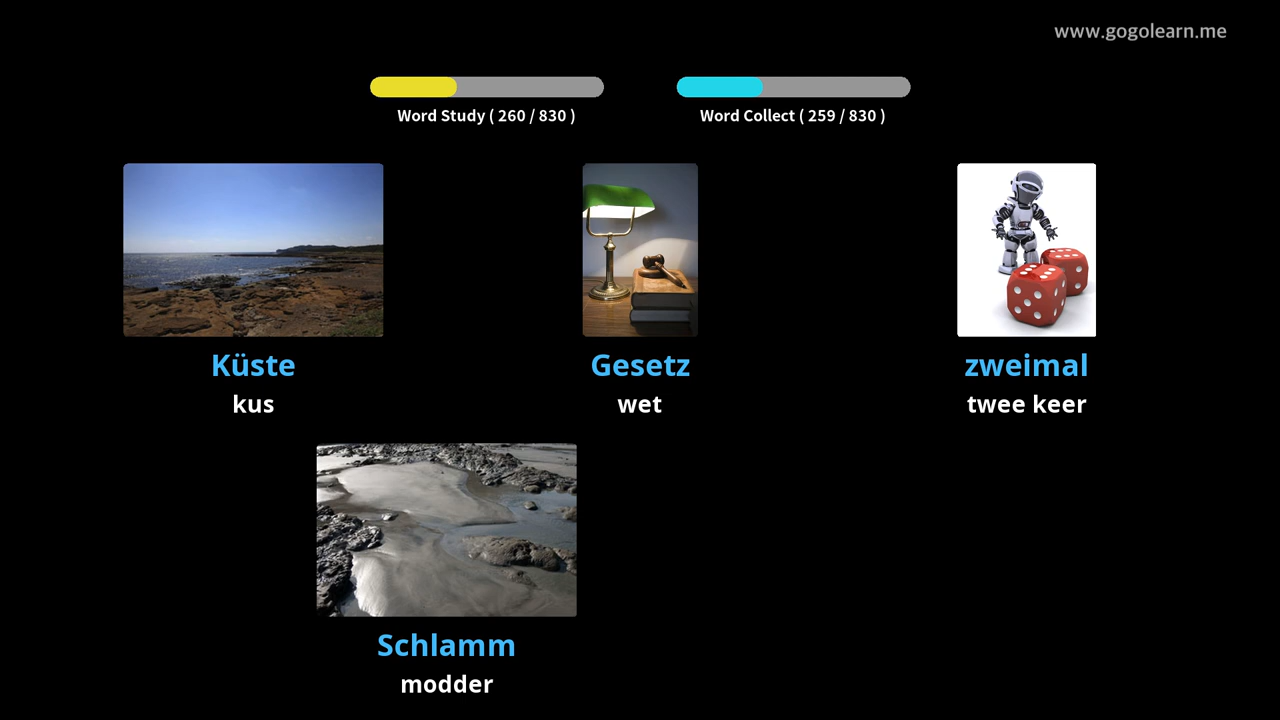 www.gogolearn.me
Word Study ( 260 / 830 )
Word Collect ( 259 / 830 )
Küste
kus
Gesetz
wet
zweimal
twee keer
Schlamm
modder